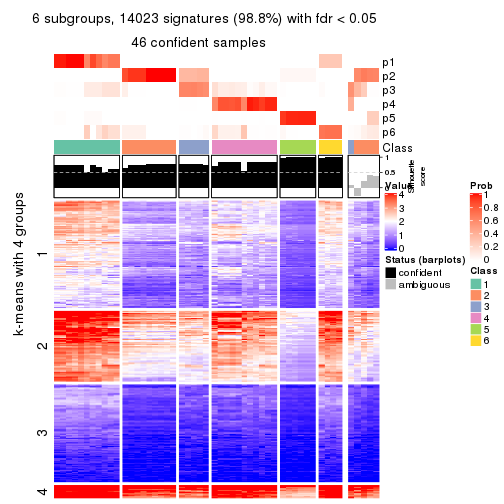 6 subgroups, 14023 signatures (98.8%) with fdr < 0.05
46 confident samples
p1
p2
p3
p4
p5
p6
Class
1
0.5
0
Silhouette
score
k-means with 4 groups
1
2
3
4
Value
4
3
2
1
0
Status (barplots)
confident
ambiguous
Prob
1
0.8
0.6
0.4
0.2
0
Class
1
2
3
4
5
6